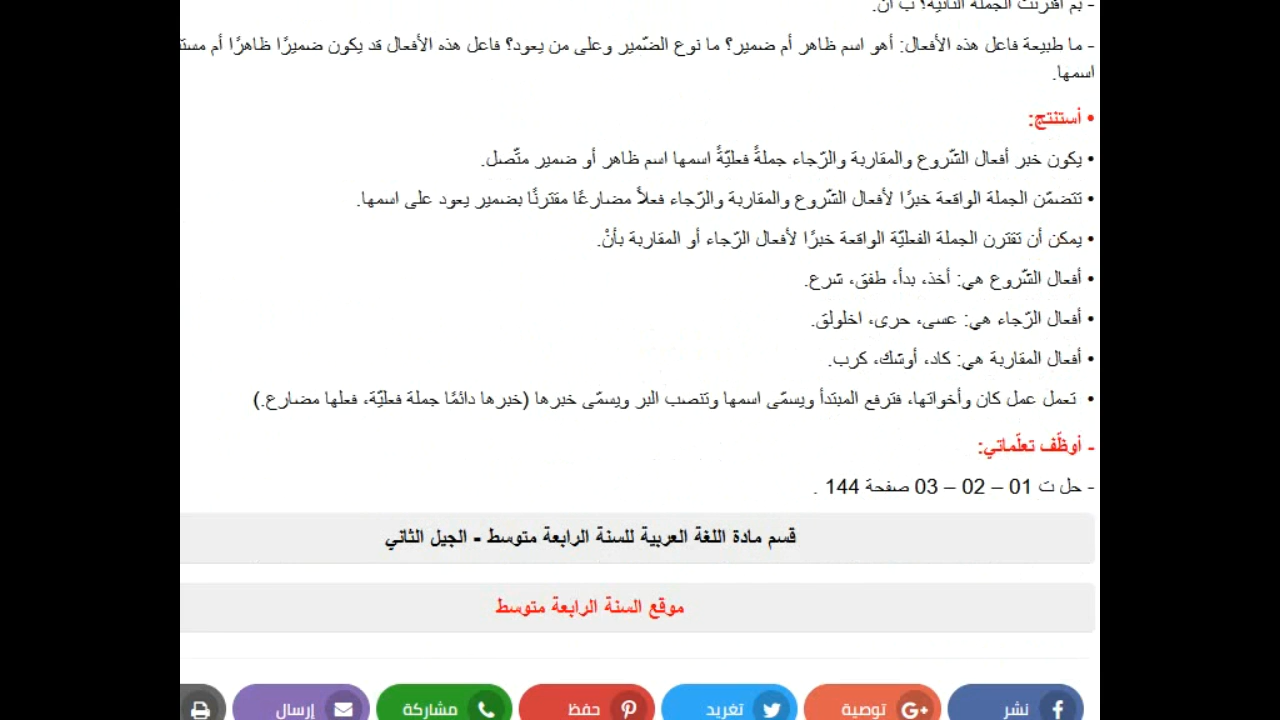 - بم اقترنت الجملة الثانية؟ ب أن.
- ما طبيعة فاعل هذه الأفعال: أهو اسم ظاهر أم ضمير؟ ما نوع الضّمير وعلى من يعود؟ فاعل هذه الأفعال قد يكون ضميرًا ظاهرًا أم
اسمها.
• أستنتج:
• يكون خبر أفعال الشّروع والمقاربة والرّجاء جملةً فعليّةً اسمها اسم ظاهر أو ضمير متّصل.
• تتضمّن الجملة الواقعة خبرًا لأفعال الشّروع والمقاربة والرّجاء فعلاً مضارعًا مقترنًا بضمير يعود على اسمها.
• يمكن أن تقترن الجملة الفعليّة الواقعة خبرًا لأفعال الرّجاء أو المقاربة بأنْ.
• أفعال الشّروع هي: أخذ، بدأ، طفق، شرع.
• أفعال الرّجاء هي: عسى، حرى، اخلولق.
• أفعال المقاربة هي: كاد، أوشك، كرب.
• تعمل عمل كان وأخواتها، فترفع المبتدأ ويسمّى اسمها وتنصب البر ويسمّى خبرها (خبرها دائمًا جملة فعليّة، فعلها مضارع.)
- أوظّف تعلّماتي:
- حل ت 01 – 02 – 03 صفحة 144 .
قسم مادة اللغة العربية للسنة الرابعة متوسط - الجيل الثاني
موقع السنة الرابعة متوسط
نشر توصية تغريد حفظ مشاركة إرسال